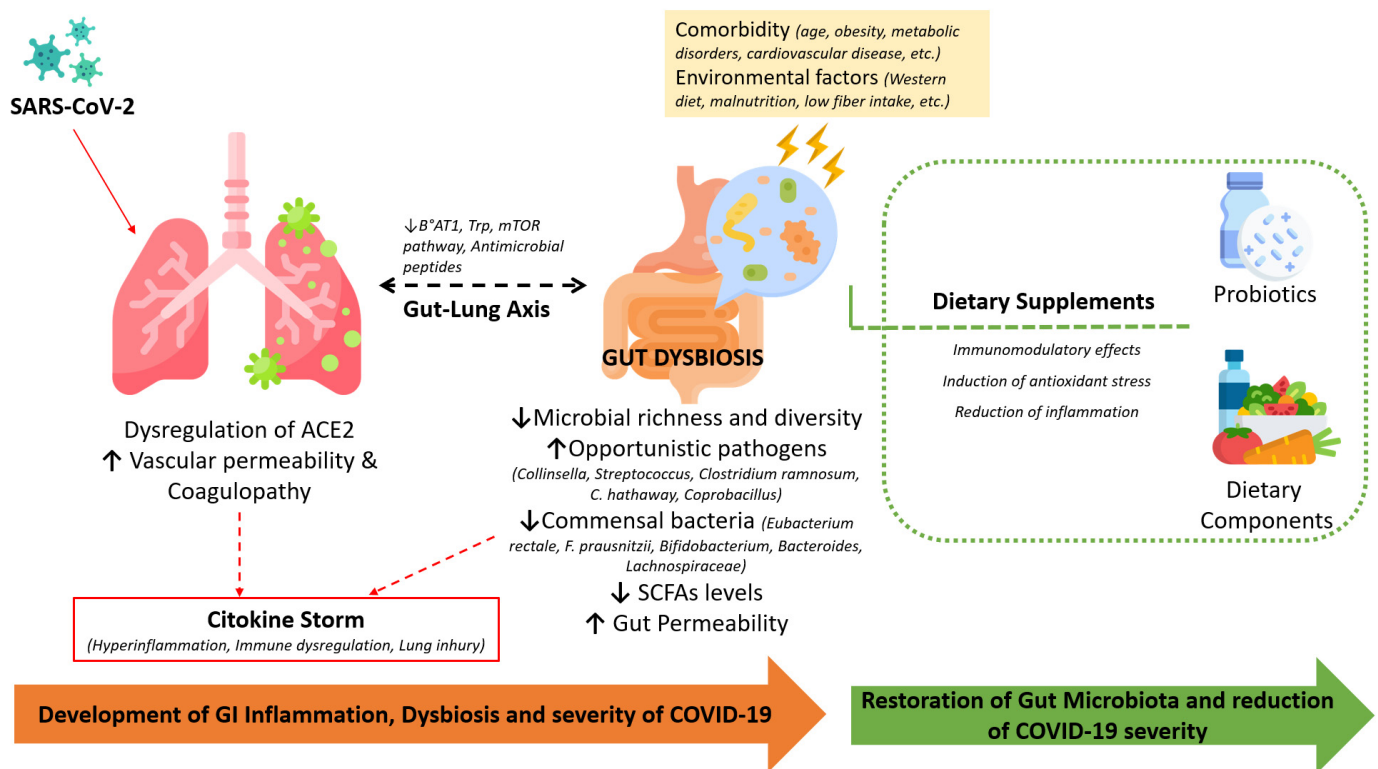 SARS-CoV-2
Comorbidity (age, obesity, metabolic
disorders, cardiovascular disease, etc.)
Environmental factors (Western
diet, malnutrition, low fiber intake, etc.)
↓B°AT1, Trp, mTOR
pathway, Antimicrobial
peptides
Gut-Lung Axis
GUT DYSBIOSIS
Dysregulation of ACE2
↑ Vascular permeability &
Coagulopathy
↓Microbial richness and diversity
↑Opportunistic pathogens
(Collinsella, Streptococcus, Clostridium ramnosum,
C. hathaway, Coprobacillus)
↓Commensal bacteria (Eubacterium
rectale, F. prausnitzii, Bifidobacterium, Bacteroides,
Lachnospiraceae)
↓ SCFAs levels
↑ Gut Permeability
Citokine Storm
(Hyperinflammation, Immune dysregulation, Lung inhury)
Dietary Supplements
Immunomodulatory effects
Induction of antioxidant stress
Reduction of inflammation
Probiotics
Dietary
Components
Development of GI Inflammation, Dysbiosis and severity of COVID-19
Restoration of Gut Microbiota and reduction
of COVID-19 severity